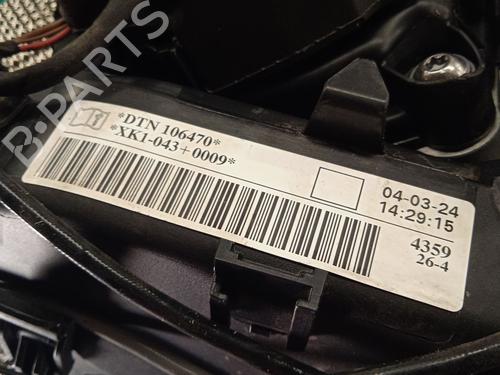 B-PARTS
*DTN 106470*
*XK1-043+0009*
04-03-24
14:29:15
4359
26-4